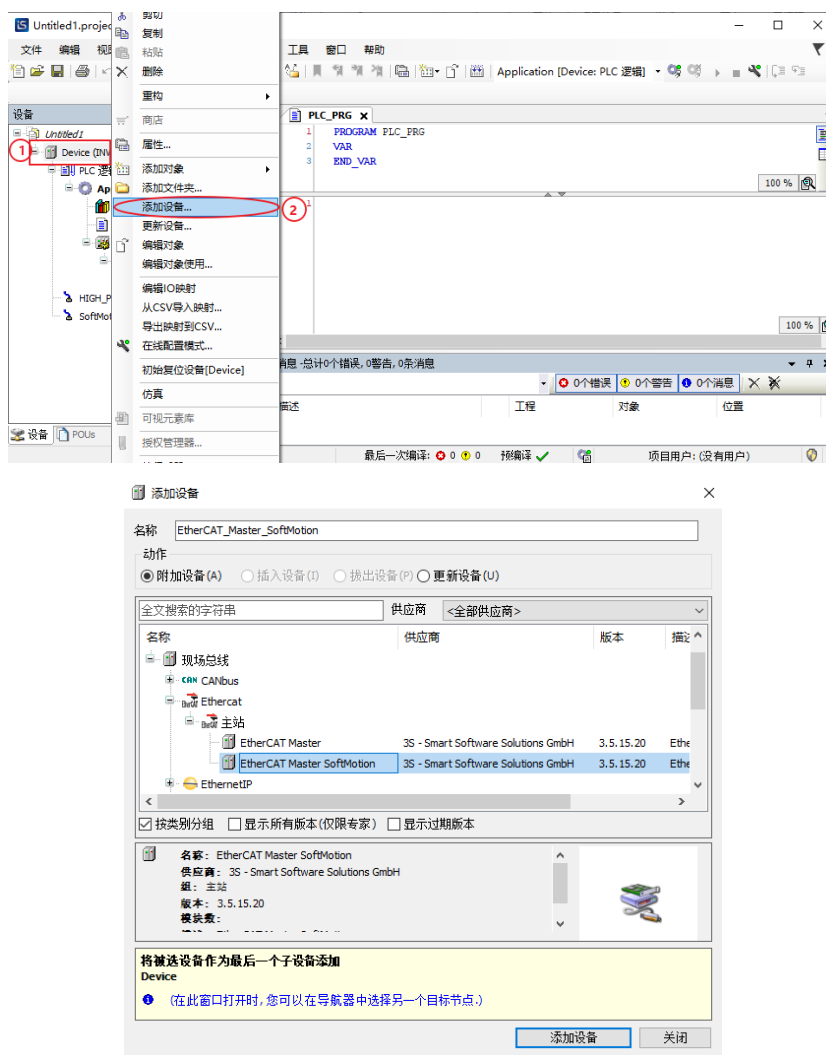 Untitled1.projec
剪切
文件 编辑 视图 工具 窗口 帮助
复制
粘贴
删除
Application [Device: PLC 逻辑]
重构
设备
商店
PLC_PRG
Untitled1
1 PROGRAM PLC_PRG
1
Device (INV
属性...
2 VAR
PLC 逻
添加对象
3 END_VAR
Ap
添加文件夹...
100 %
添加设备...
2
1
更新设备...
编辑对象
编辑对象使用...
编辑IO映射
HIGH_P
从CSV导入映射...
SoftMot
导出映射到CSV...
100 %
在线配置模式...
消息 -总计0个错误, 0警告, 0条消息
初始复位设备[Device]
0个错误 0个警告 0个消息
仿真
描述 工程 对象 位置
可视元素库
设备 POUs
授权管理器...
最后一次编译: 0 0 预编译 项目用户: (没有用户)
添加设备
名称 EtherCAT_Master_SoftMotion
动作
附加设备(A) 插入设备(I) 拔出设备(P) 更新设备(U)
全文搜索的字符串 供应商 <全部供应商>
名称 供应商 版本 描述
现场总线
CAN CANbus
EtherCAT Ethercat
EtherCAT 主站
EtherCAT Master 3S - Smart Software Solutions GmbH 3.5.15.20 Ethe
EtherCAT Master SoftMotion 3S - Smart Software Solutions GmbH 3.5.15.20 Ethe
EthernetIP
按类别分组 显示所有版本(仅限专家) 显示过期版本
名称: EtherCAT Master SoftMotion
供应商: 3S - Smart Software Solutions GmbH
组: 主站
版本: 3.5.15.20
模块数:
将被选设备作为最后一个子设备添加
Device
(在此窗口打开时, 您可以在导航器中选择另一个目标节点.)
添加设备 关闭